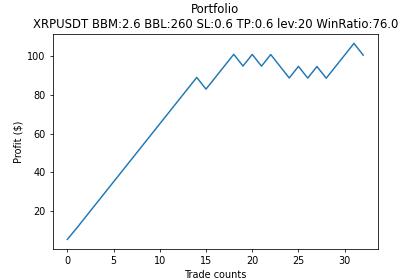 Portfolio
XRPUSDT BBM:2.6 BBL:260 SL:0.6 TP:0.6 lev:20 WinRatio:76.0
100
80
60
40
20
Profit ($)
0 5 10 15 20 25 30
Trade counts